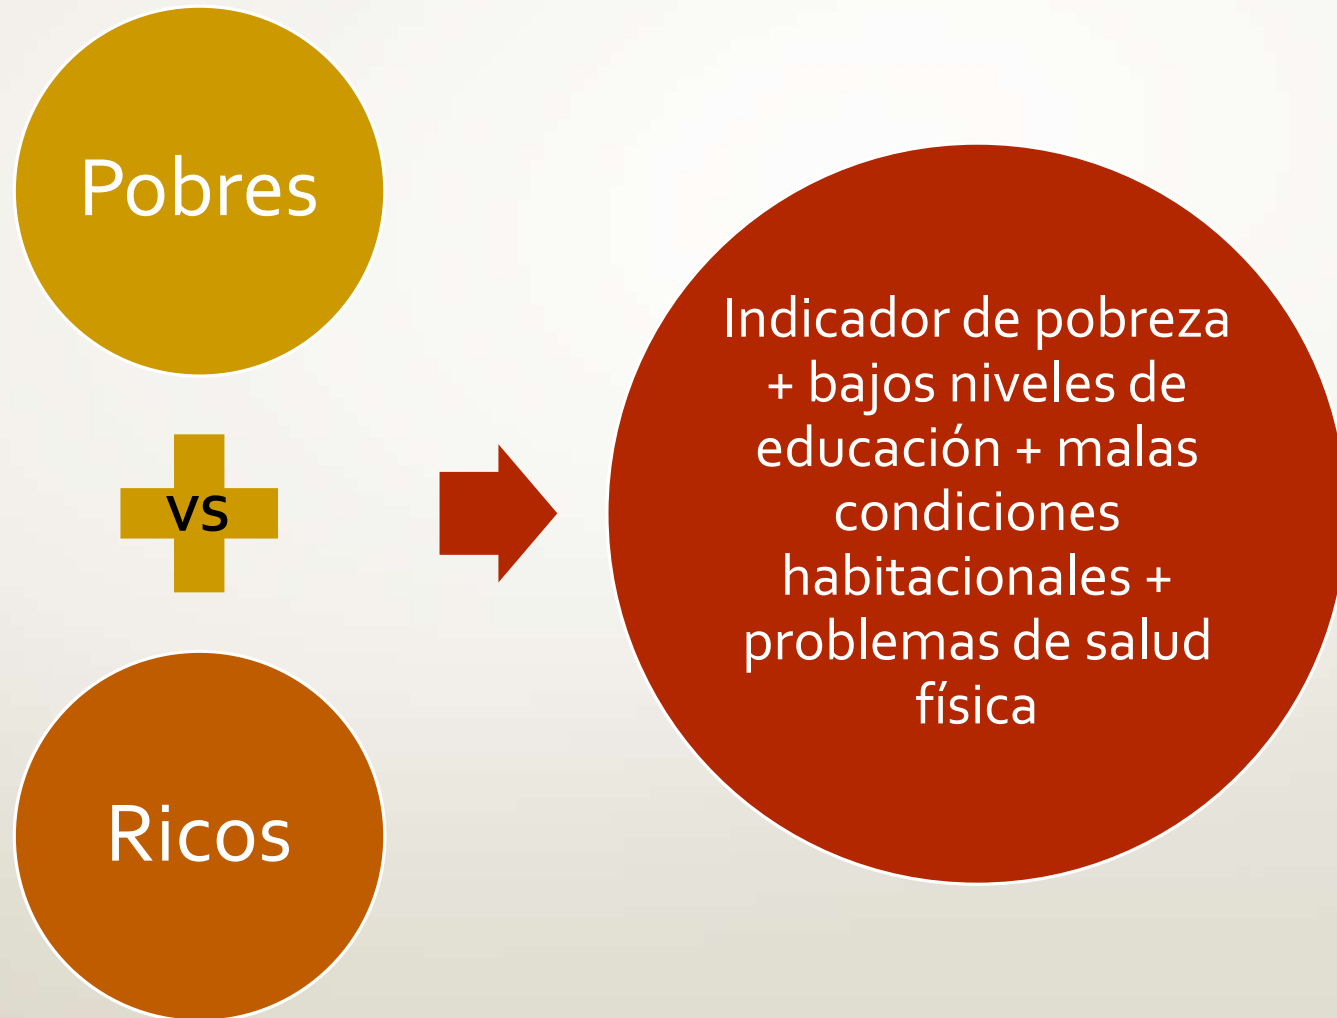 Pobres
vs
Ricos
Indicador de pobreza
+ bajos niveles de
educación + malas
condiciones
habitacionales +
problemas de salud
física